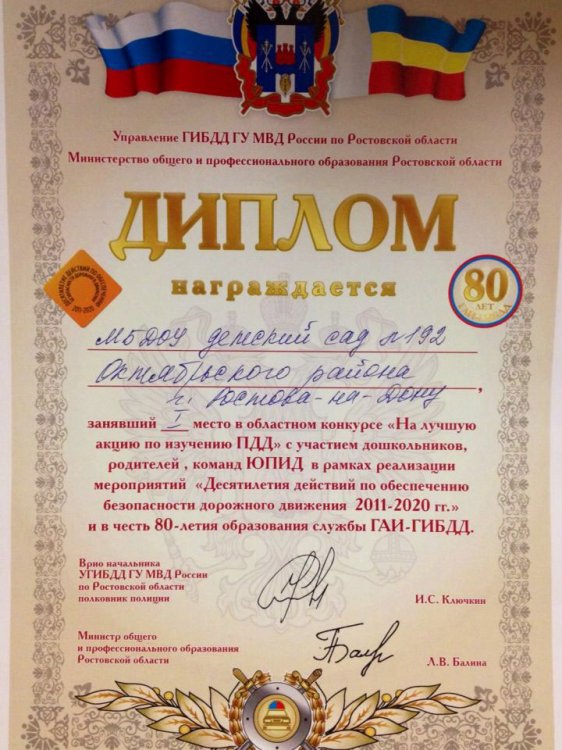 Управление ГИБДД ГУ МВД России по Ростовской области
Министерство общего и профессионального образования Ростовской области
ДИПЛОМ
награждается
80
ЛЕТ
2011-2020
МБДОУ детский сад №192
Октябрьского района ,
г. Ростова-на-Дону
занявший I место в областном конкурсе «На лучшую
акцию по изучению ПДД» с участием дошкольников,
родителей , команд ЮПИД в рамках реализации
мероприятий «Десятилетия действий по обеспечению
безопасности дорожного движения 2011-2020 гг.»
и в честь 80-летия образования службы ГАИ-ГИБДД.
Врио начальника
УГИБДД ГУ МВД России
по Ростовской области
полковник полиции
И.С. Ключкин
Министр общего
и профессионального образования
Ростовской области
Л.В. Балина